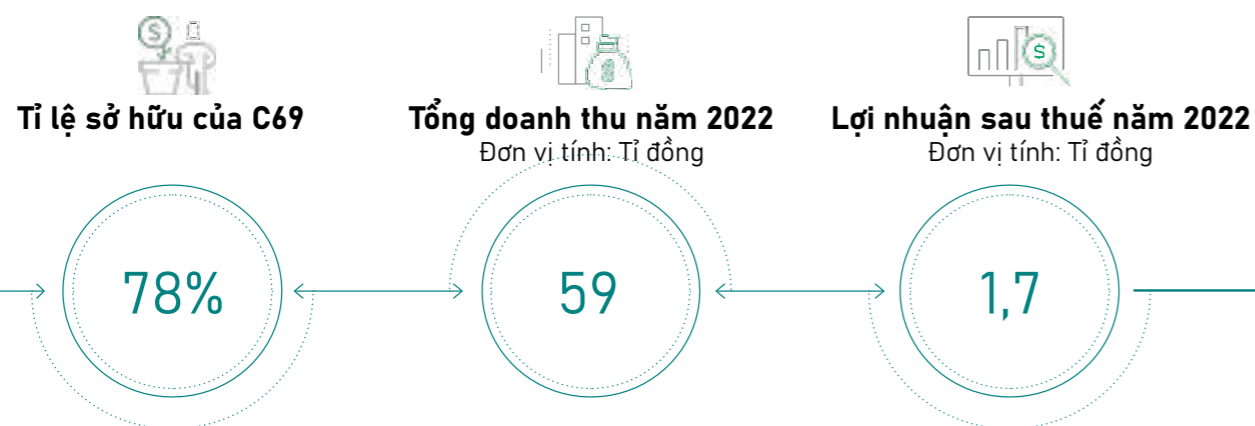 Tỉ lệ sở hữu của C69
Tổng doanh thu năm 2022
Đơn vị tính: Tỉ đồng
Lợi nhuận sau thuế năm 2022
Đơn vị tính: Tỉ đồng
78%
59
1,7